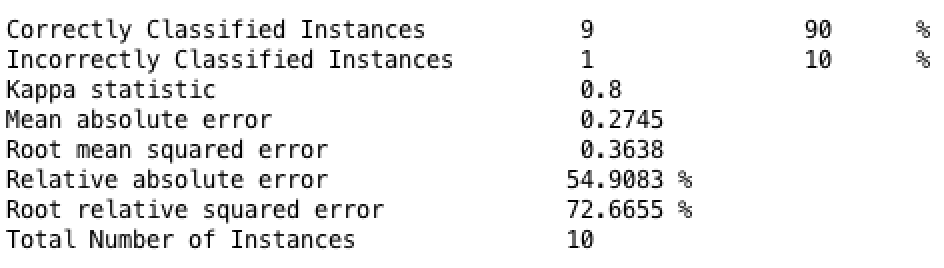 Correctly Classified Instances 9 90 %
Incorrectly Classified Instances 1 10 %
Kappa statistic 0.8
Mean absolute error 0.2745
Root mean squared error 0.3638
Relative absolute error 54.9083 %
Root relative squared error 72.6655 %
Total Number of Instances 10